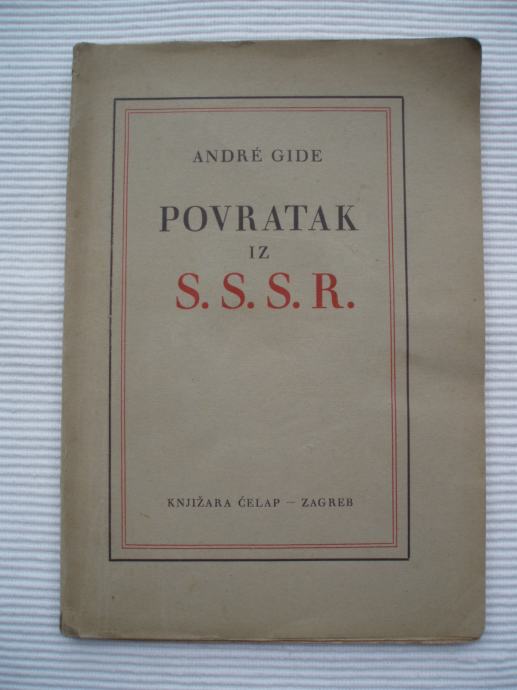 ANDRÉ GIDE
POVRATAK
IZ
S. S. S. R.
KNJIŽARA ĆELAP — ZAGREB